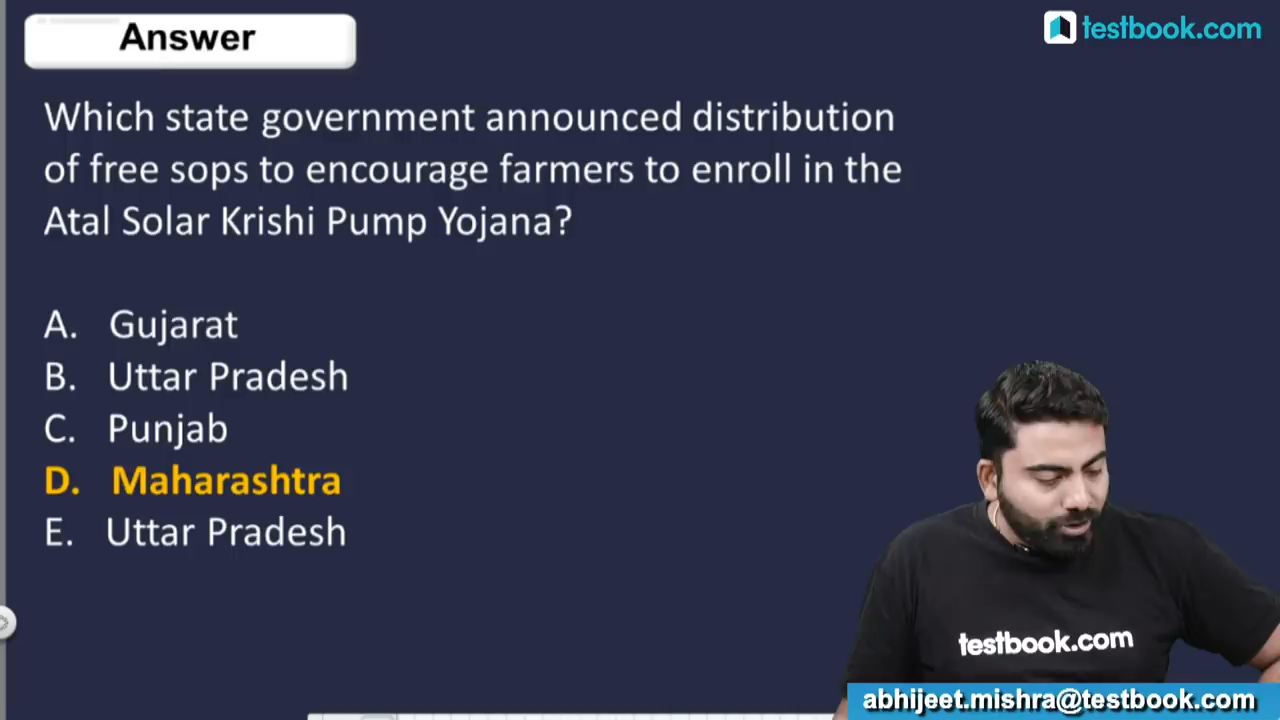 Answer
testbook.com
Which state government announced distribution
of free sops to encourage farmers to enroll in the
Atal Solar Krishi Pump Yojana?
A. Gujarat
B. Uttar Pradesh
C. Punjab
D. Maharashtra
E. Uttar Pradesh
testbook.com
abhijeet.mishra@testbook.com